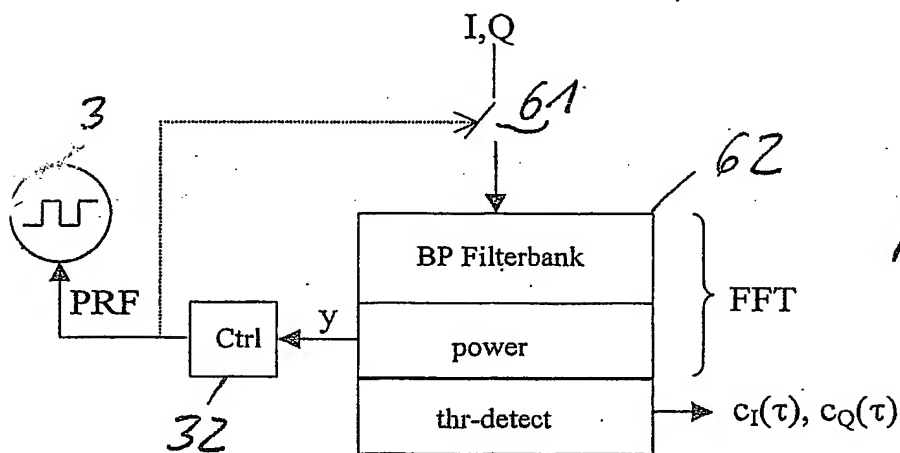 I,Q
61
3
62
BP Filterbank
FFT
PRF
y
Ctrl
power
32
thr-detect
c_I(τ), c_Q(τ)